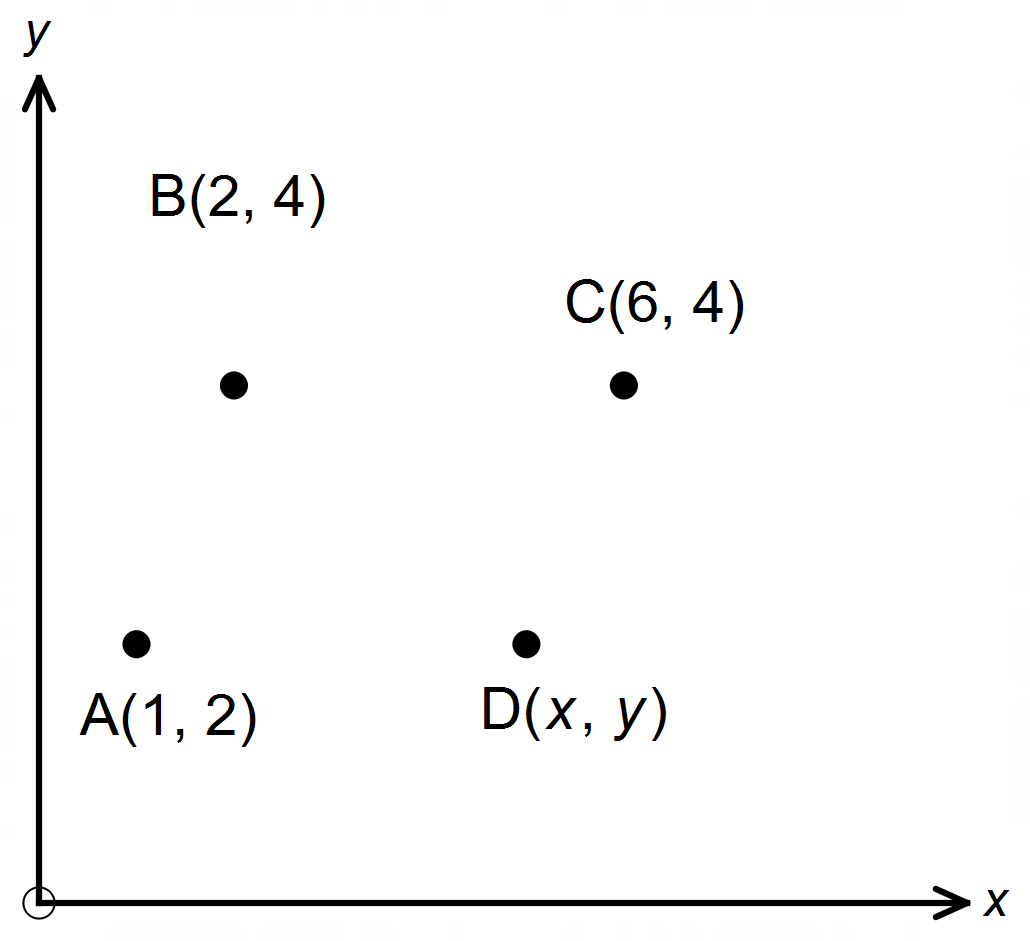 y
B(2, 4)
C(6, 4)
A(1, 2)
D(x, y)
x